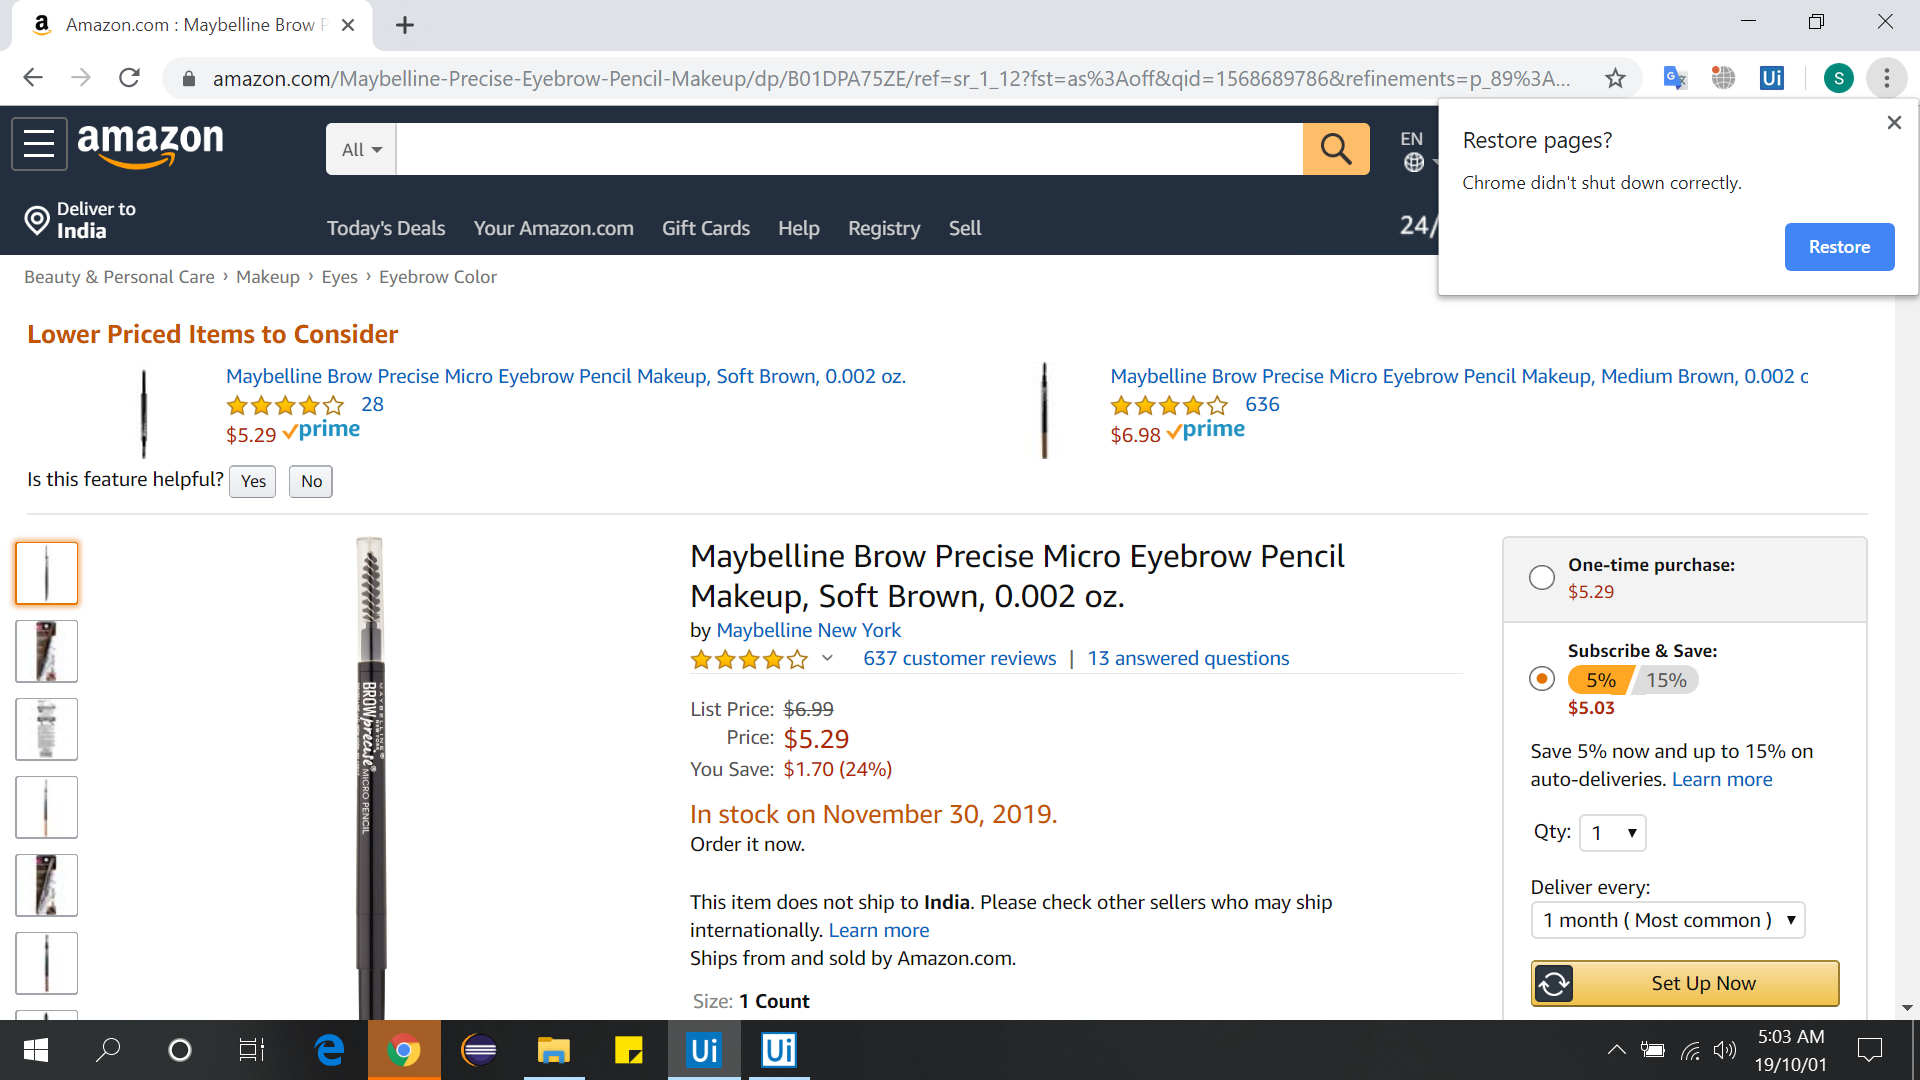 Amazon.com : Maybelline Brow P
amazon.com/Maybelline-Precise-Eyebrow-Pencil-Makeup/dp/B01DPA75ZE/ref=sr_1_12?fst=as%3Aoff&qid=1568689786&refinements=p_89%3A...
Ui
S
Restore pages?
Chrome didn't shut down correctly.
Restore
amazon
All
EN
Deliver to
India
Today's Deals
Your Amazon.com
Gift Cards
Help
Registry
Sell
24/
Beauty & Personal Care › Makeup › Eyes › Eyebrow Color
Lower Priced Items to Consider
Maybelline Brow Precise Micro Eyebrow Pencil Makeup, Soft Brown, 0.002 oz.
28
$5.29 prime
Maybelline Brow Precise Micro Eyebrow Pencil Makeup, Medium Brown, 0.002 o
636
$6.98 prime
Is this feature helpful? Yes No
MAYBELLINE
BROWprecise®
MICRO PENCIL
Maybelline Brow Precise Micro Eyebrow Pencil
Makeup, Soft Brown, 0.002 oz.
by Maybelline New York
637 customer reviews | 13 answered questions
List Price: $6.99
Price: $5.29
You Save: $1.70 (24%)
In stock on November 30, 2019.
Order it now.
This item does not ship to India. Please check other sellers who may ship
internationally. Learn more
Ships from and sold by Amazon.com.
Size: 1 Count
One-time purchase:
$5.29
Subscribe & Save:
5% 15%
$5.03
Save 5% now and up to 15% on
auto-deliveries. Learn more
Qty: 1
Deliver every:
1 month ( Most common )
Set Up Now
Ui
Ui
5:03 AM
19/10/01